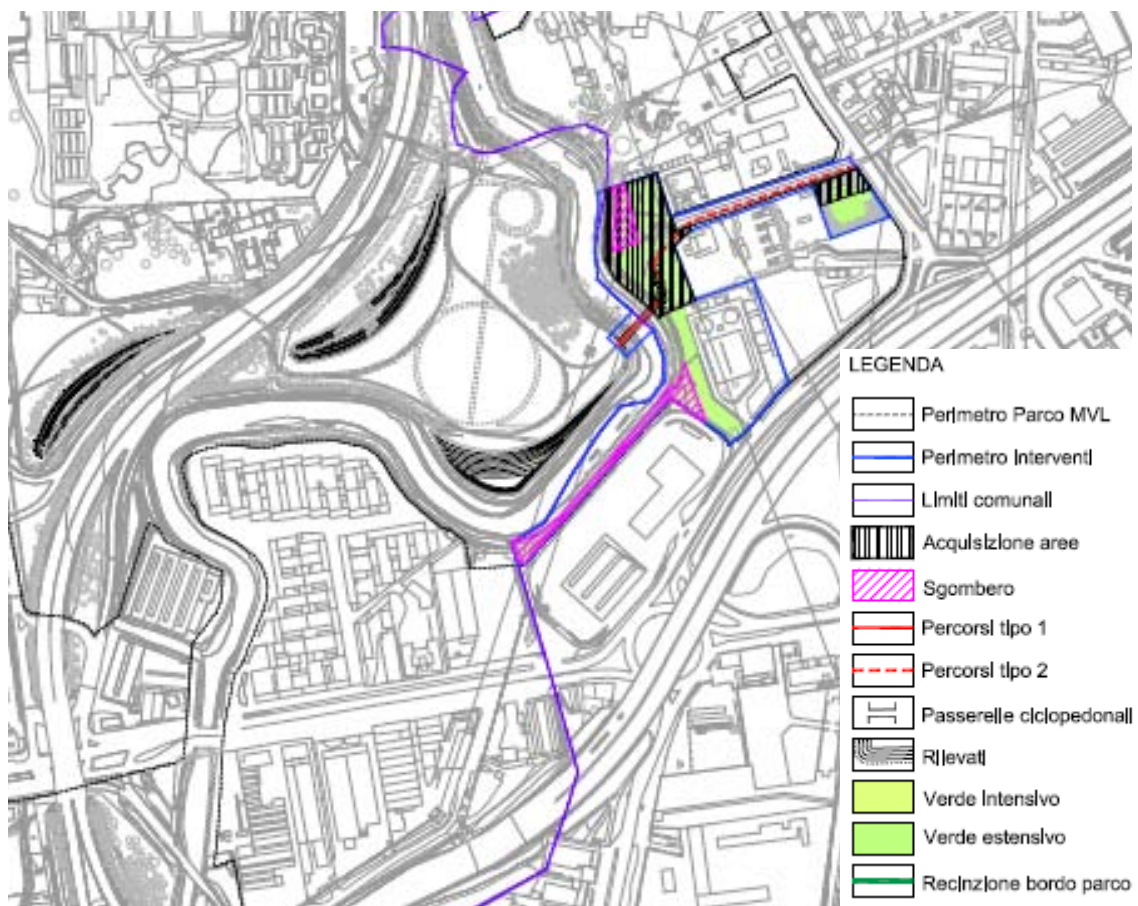 LEGENDA
Perimetro Parco MVL
Perimetro interventi
Limiti comunali
Acquisizione aree
Sgombero
Percorsi tipo 1
Percorsi tipo 2
Passerelle ciclopedonali
Rilevati
Verde intensivo
Verde estensivo
Recinzione bordo parco